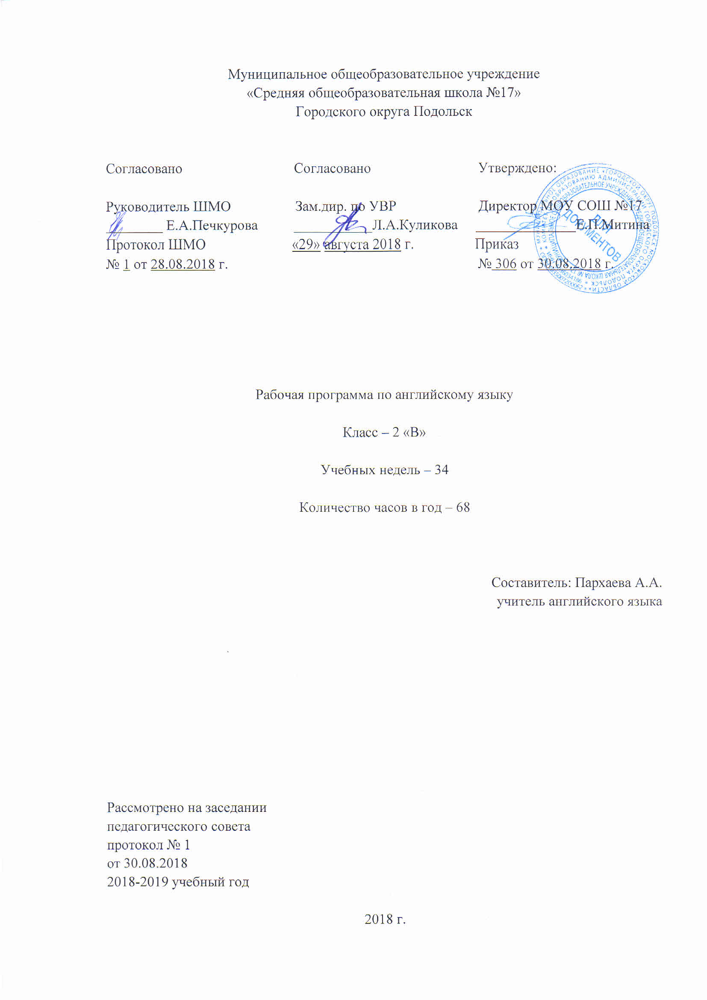 Муниципальное общеобразовательное учреждение
«Средняя общеобразовательная школа №17»
Городского округа Подольск
Согласовано Согласовано Утверждено:
Руководитель ШМО Зам.дир. по УВР Директор МОУ СОШ №17
Е.А.Печкурова Л.А.Куликова Е.П.Митина
Протокол ШМО «29» августа 2018 г. Приказ
№ 1 от 28.08.2018 г. № 306 от 30.08.2018 г.
ДЛЯ
ДОКУМЕНТОВ
Рабочая программа по английскому языку
Класс – 2 «В»
Учебных недель – 34
Количество часов в год – 68
Составитель: Пархаева А.А.
учитель английского языка
Рассмотрено на заседании
педагогического совета
протокол № 1
от 30.08.2018
2018-2019 учебный год
2018 г.